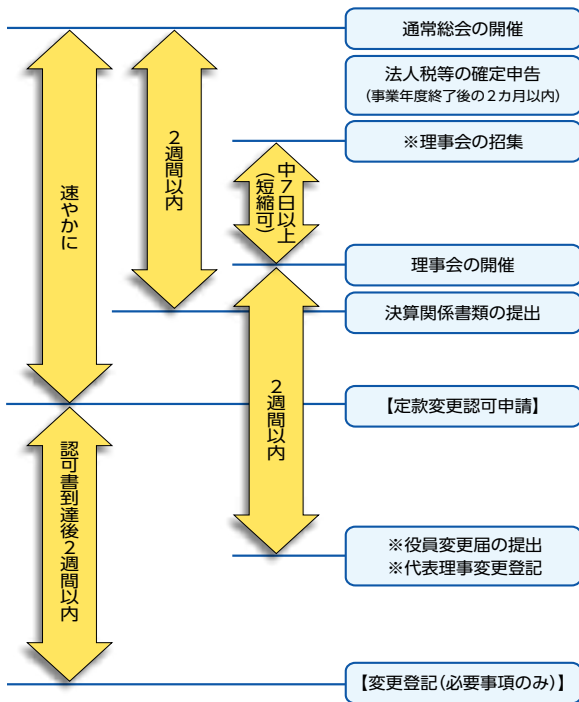 通常総会の開催
法人税等の確定申告
(事業年度終了後の2カ月以内)
※理事会の招集
理事会の開催
決算関係書類の提出
【定款変更認可申請】
※役員変更届の提出
※代表理事変更登記
【変更登記(必要事項のみ)】
速やかに
2週間以内
中7日以上
(短縮可)
2週間以内
認可書到達後2週間以内